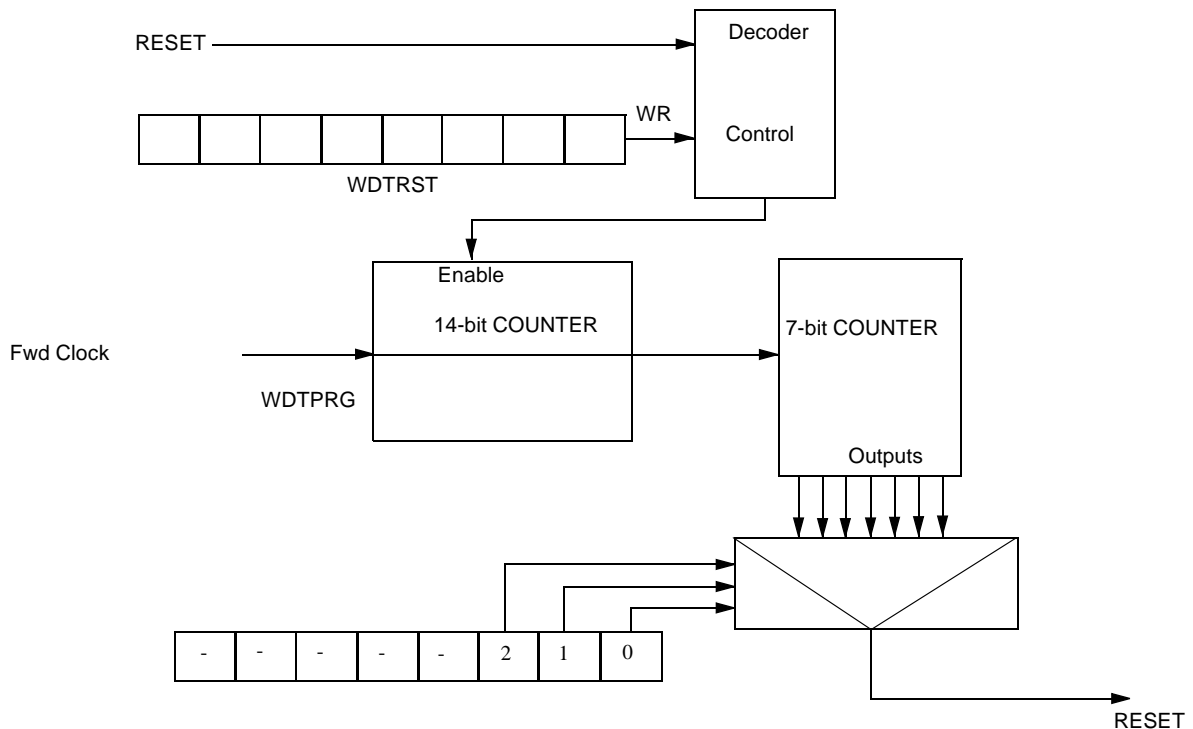 Decoder
RESET
WR
Control
WDTRST
Enable
14-bit COUNTER
7-bit COUNTER
Fwd Clock
WDTPRG
Outputs
- - - - - 2 1 0
RESET